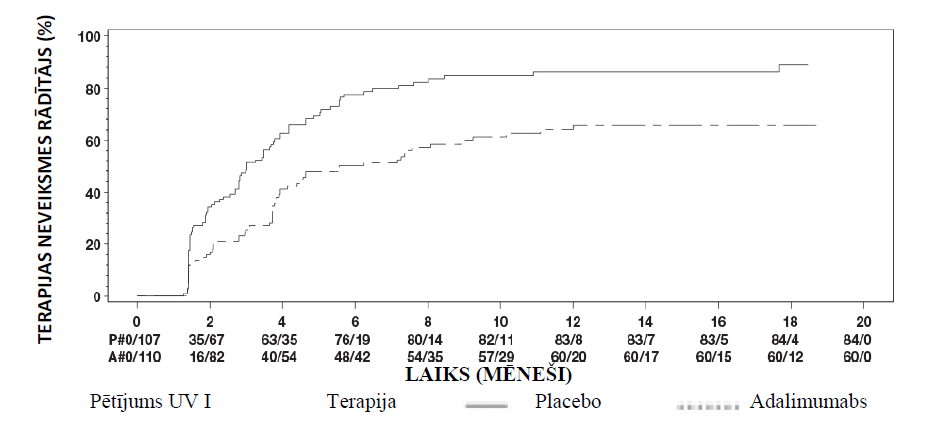 TERAPIJAS NEVEIKSMES RĀDĪTĀJS (%)
100
80
60
40
20
0
0 2 4 6 8 10 12 14 16 18 20
P#0/107 35/67 63/35 76/19 80/14 82/11 83/8 83/7 83/5 84/4 84/0
A#0/110 16/82 40/54 48/42 54/35 57/29 60/20 60/17 60/15 60/12 60/0
LAIKS (MĒNEŠI)
Pētījums UV I Terapija Placebo Adalimumabs